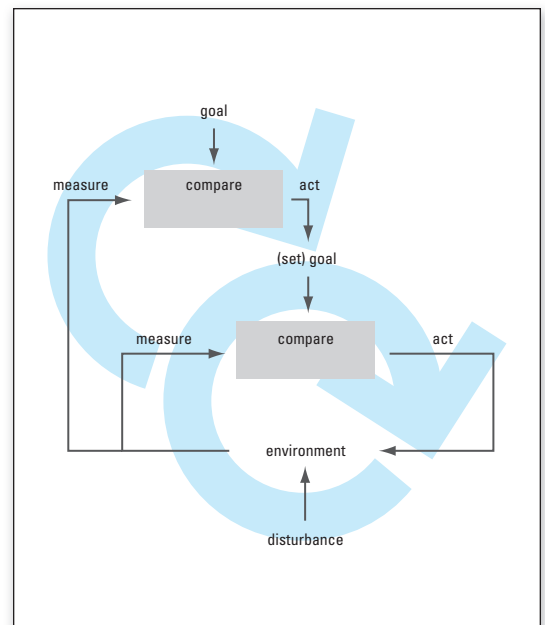 goal
measure
compare
act
(set) goal
measure
compare
act
environment
disturbance